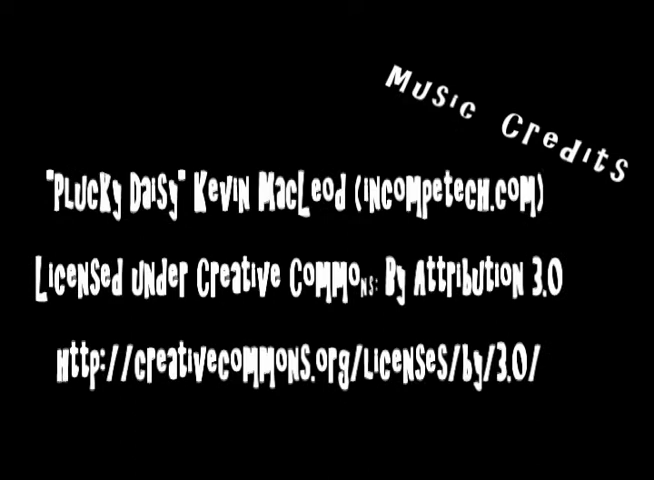 Music Credits
"Plucky Daisy" Kevin MacLeod (incompetech.com)
Licensed under Creative Commons: By Attribution 3.0
http://creativecommons.org/licenses/by/3.0/